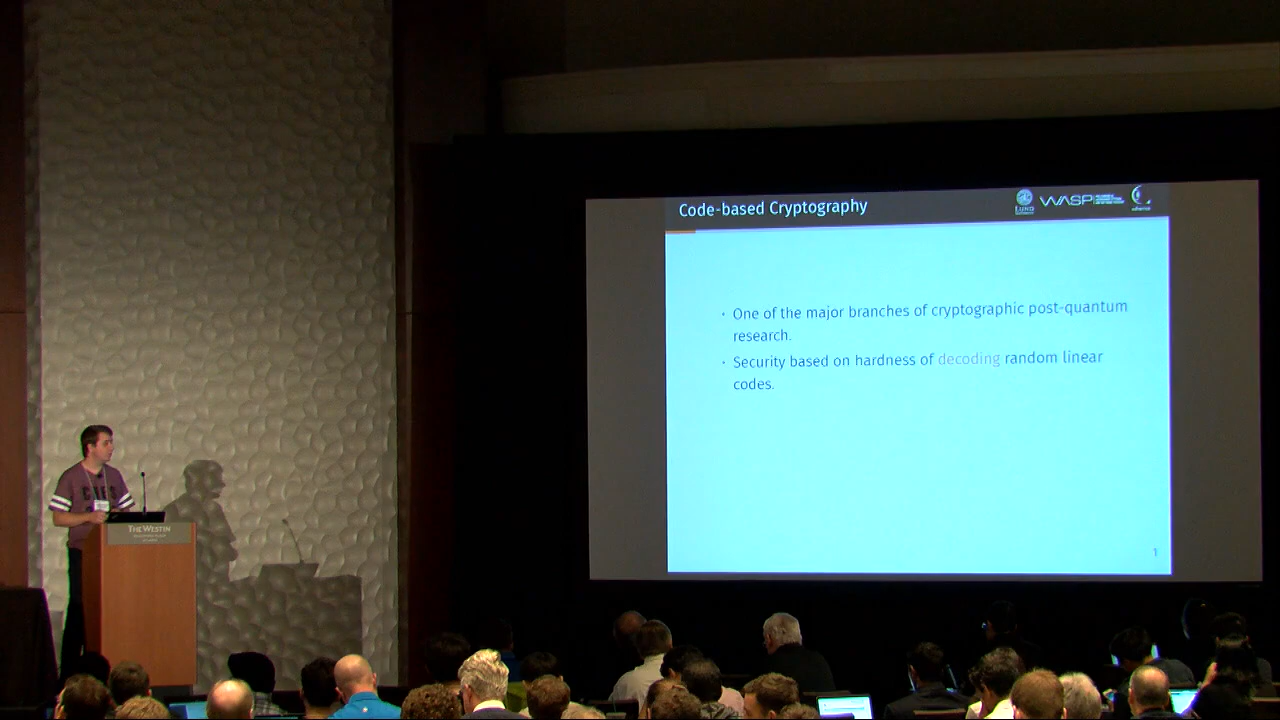 Code-based Cryptography
LUND
WASP
· One of the major branches of cryptographic post-quantum
research.
· Security based on hardness of decoding random linear
codes.
1
THE WESTIN